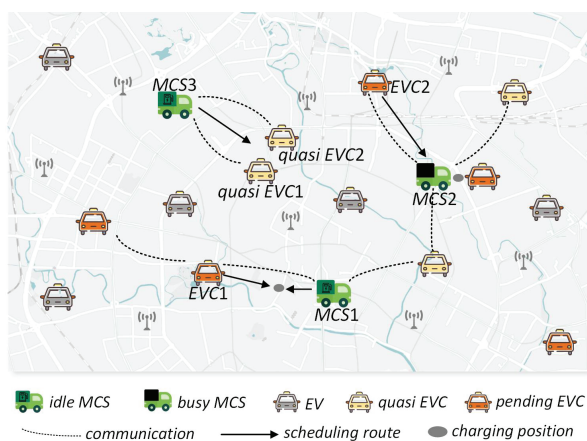 MCS3
EVC2
quasi EVC2
quasi EVC1
MCS2
EVC1
MCS1
idle MCS busy MCS EV quasi EVC pending EVC
communication scheduling route charging position